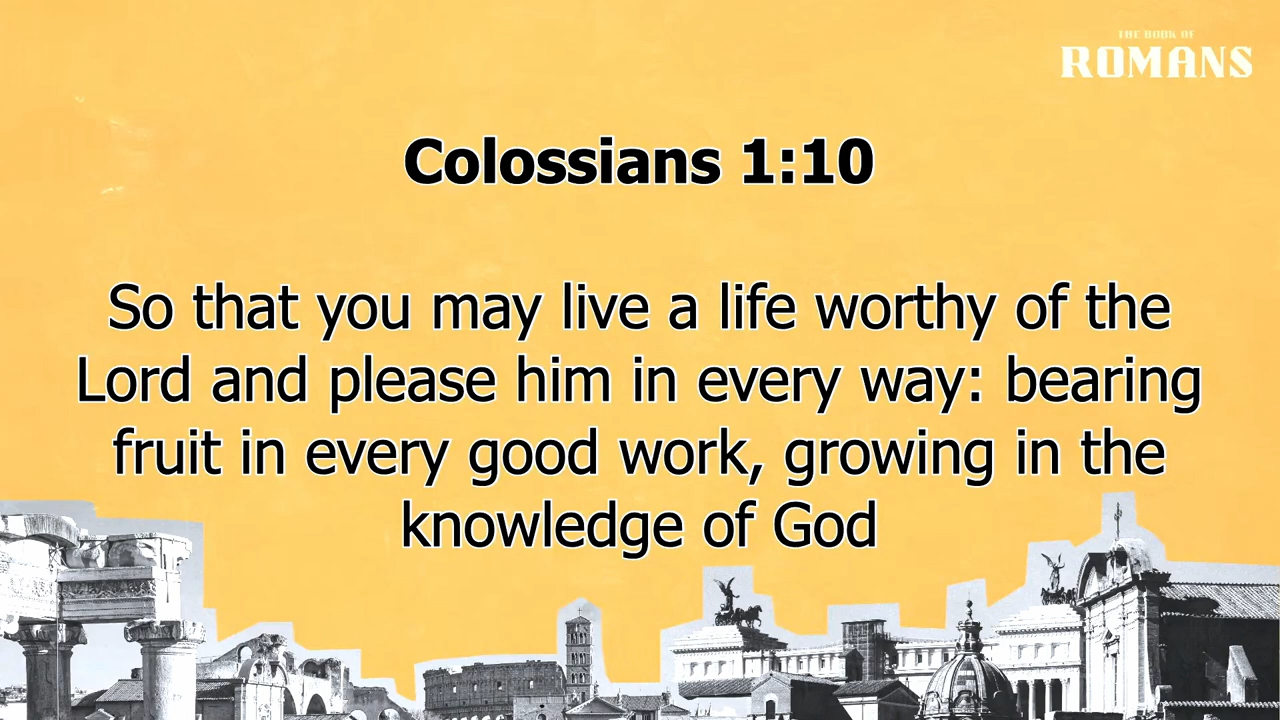 THE BOOK OF
ROMANS
Colossians 1:10
So that you may live a life worthy of the
Lord and please him in every way: bearing
fruit in every good work, growing in the
knowledge of God